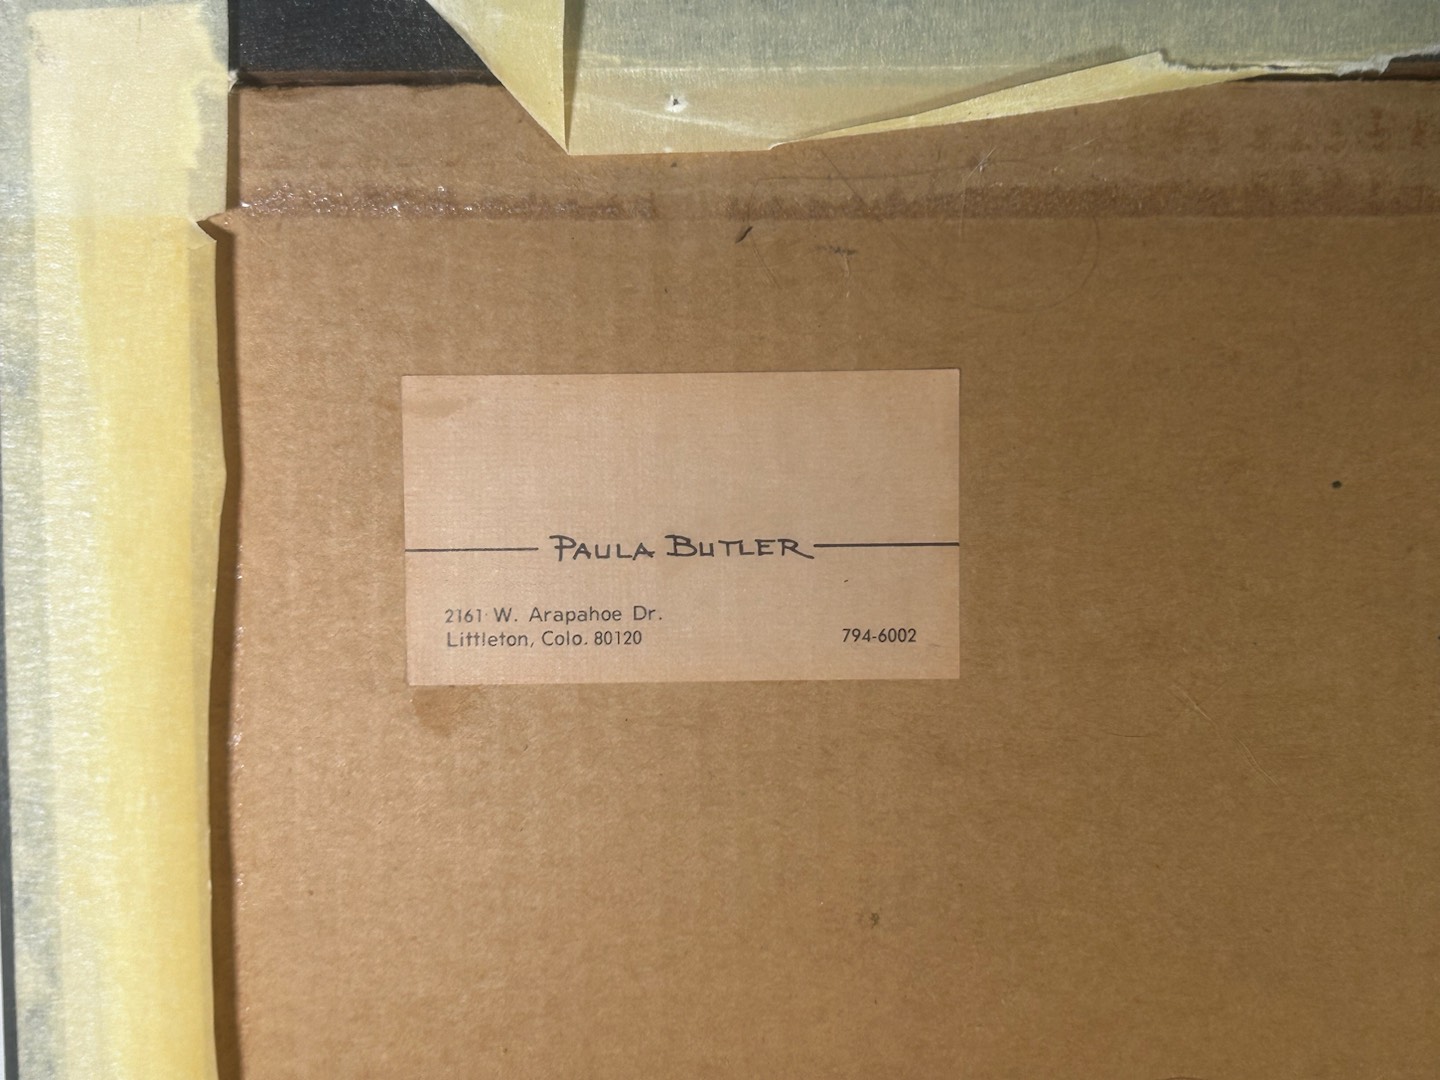 PAULA BUTLER
2161 W. Arapahoe Dr.
Littleton, Colo. 80120
794-6002